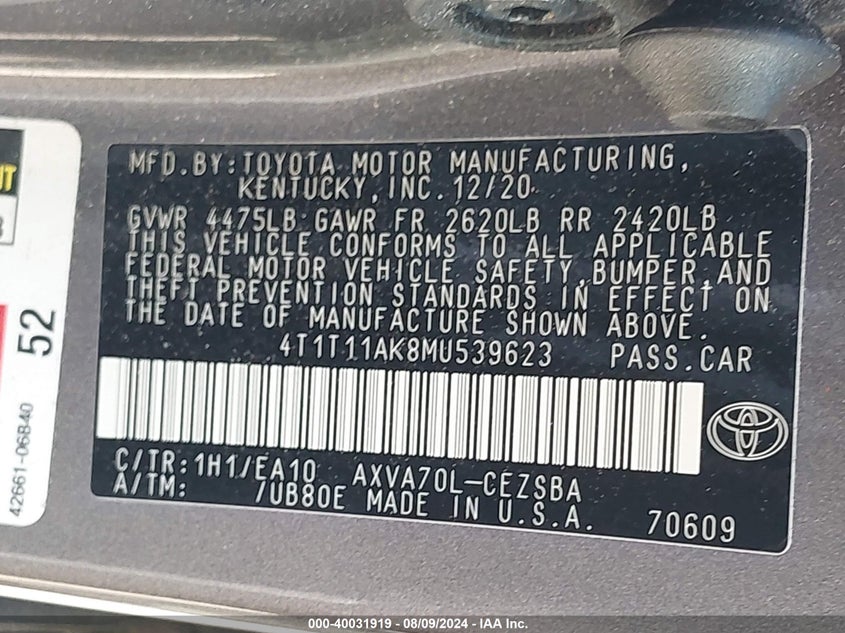 MFD.BY:TOYOTA MOTOR MANUFACTURING,
KENTUCKY,INC. 12/20
GVWR 4475LB GAWR FR 2620LB RR 2420LB
THIS VEHICLE CONFORMS TO ALL APPLICABLE
FEDERAL MOTOR VEHICLE SAFETY,BUMPER,AND
THEFT PREVENTION STANDARDS IN EFFECT ON
THE DATE OF MANUFACTURE SHOWN ABOVE.
4T1T11AK8MU539623 PASS.CAR
C/TR:1H1/EA10 AXVA70L-CEZSBA
A/TM: /UB80E MADE IN U.S.A. 70609
52
42661-06B40
000-40031919 - 08/09/2024 - IAA Inc.